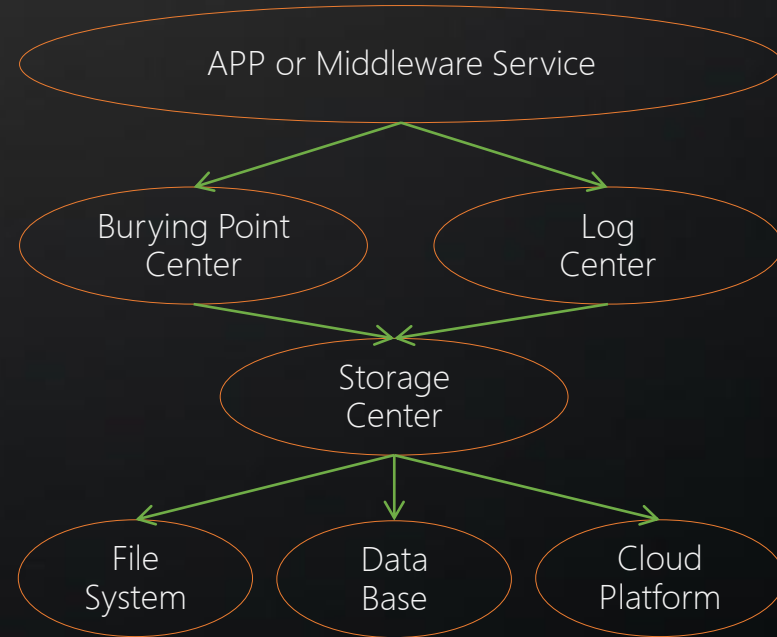 APP or Middleware Service
Burying Point
Center
Log
Center
Storage
Center
File
System
Data
Base
Cloud
Platform